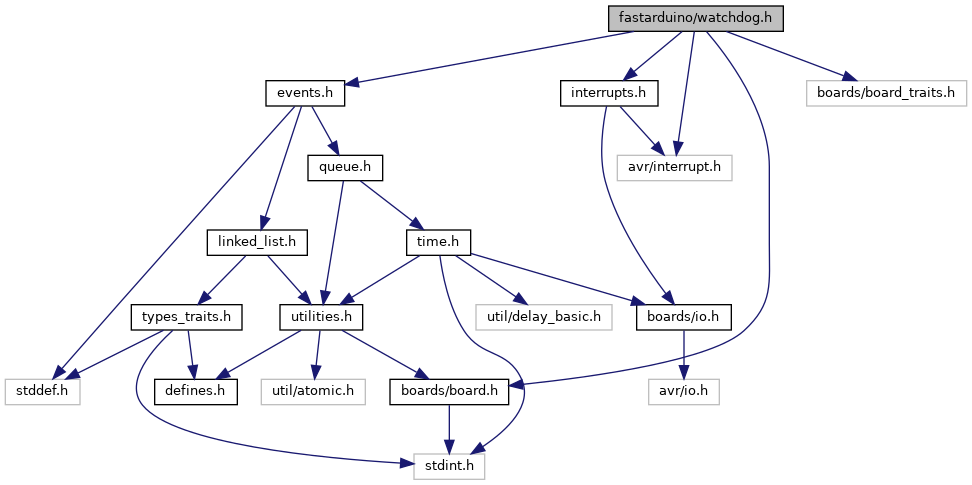 fastarduino/watchdog.h
events.h
interrupts.h
boards/board_traits.h
queue.h
avr/interrupt.h
linked_list.h
time.h
types_traits.h
utilities.h
util/delay_basic.h
boards/io.h
stddef.h
defines.h
util/atomic.h
boards/board.h
avr/io.h
stdint.h